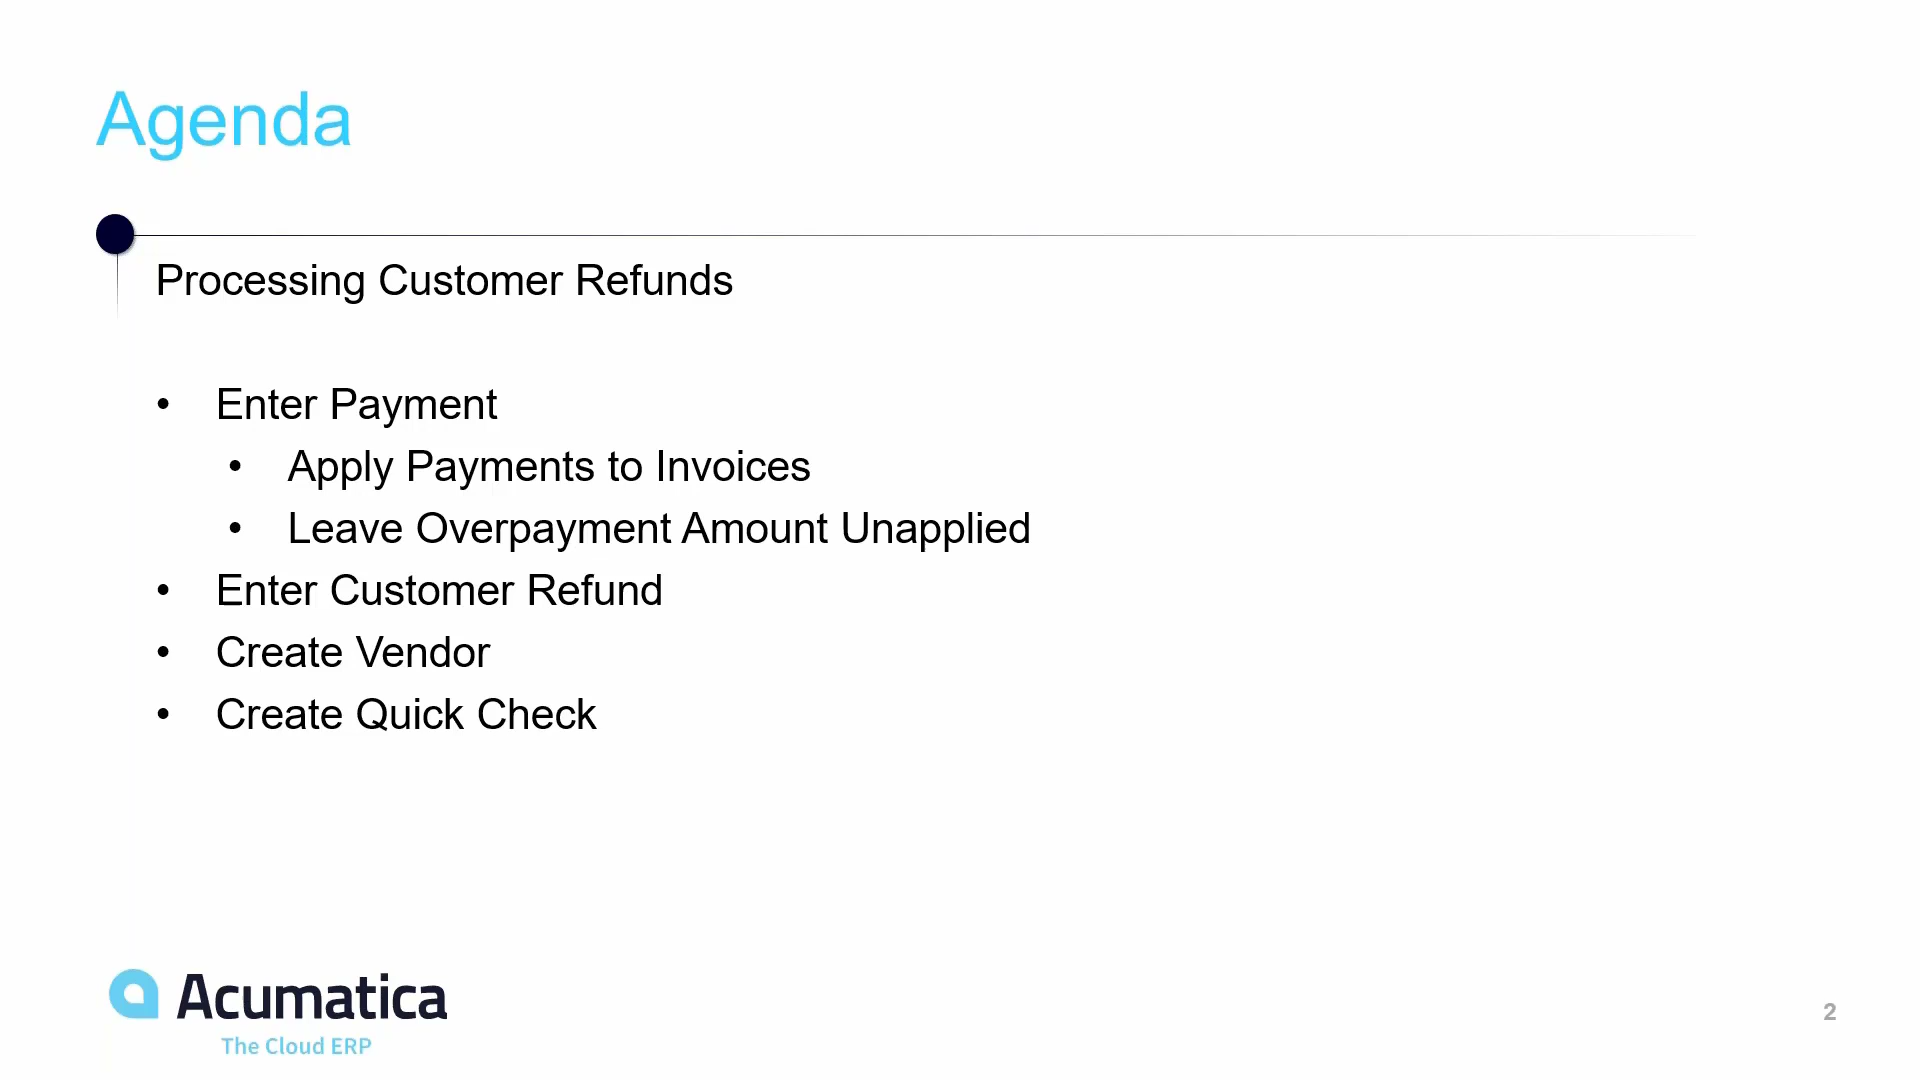 Agenda
Processing Customer Refunds
• Enter Payment
• Apply Payments to Invoices
• Leave Overpayment Amount Unapplied
• Enter Customer Refund
• Create Vendor
• Create Quick Check
Acumatica
The Cloud ERP
2